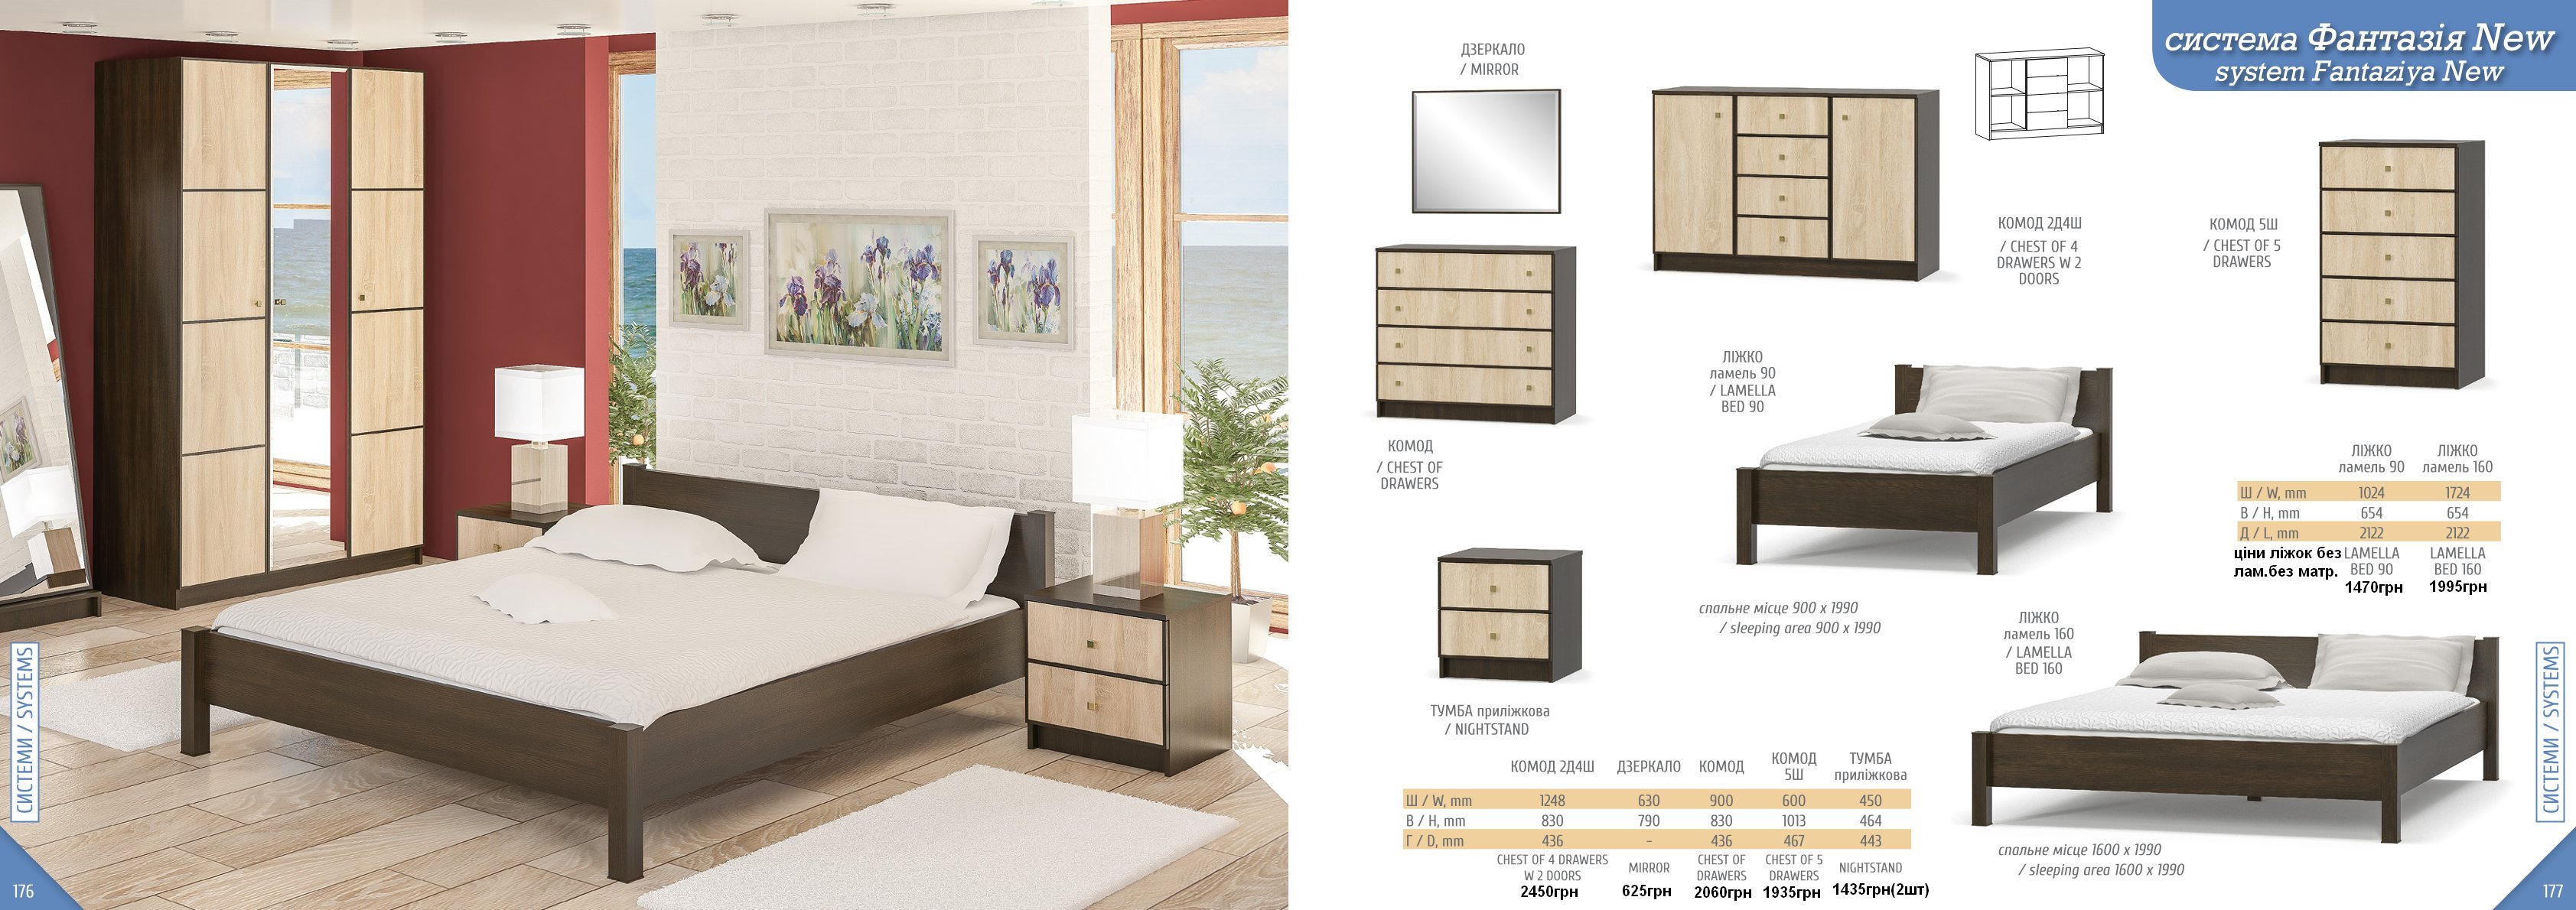 система Фантазія New
system Fantaziya New
ДЗЕРКАЛО
/ MIRROR
КОМОД 2Д4Ш
/ CHEST OF 4
DRAWERS W 2
DOORS
КОМОД 5Ш
/ CHEST OF 5
DRAWERS
КОМОД
/ CHEST OF
DRAWERS
ЛІЖКО
ламель 90
/ LAMELLA
BED 90
спальне місце 900 x 1990
/ sleeping area 900 x 1990
ЛІЖКО ЛІЖКО
ламель 90 ламель 160
Ш / W, mm 1024 1724
В / H, mm 654 654
Д / L, mm 2122 2122
ціни ліжок без LAMELLA LAMELLA
лам.без матр. BED 90 BED 160
1470грн 1995грн
ТУМБА приліжкова
/ NIGHTSTAND
ЛІЖКО
ламель 160
/ LAMELLA
BED 160
спальне місце 1600 x 1990
/ sleeping area 1600 x 1990
КОМОД 2Д4Ш ДЗЕРКАЛО КОМОД КОМОД 5Ш ТУМБА приліжкова
Ш / W, mm 1248 630 900 600 450
В / H, mm 830 790 830 1013 464
Г / D, mm 436 - 436 467 443
CHEST OF 4 DRAWERS W 2 DOORS MIRROR CHEST OF DRAWERS CHEST OF 5 DRAWERS NIGHTSTAND
2450грн 625грн 2060грн 1935грн 1435грн(2шт)
СИСТЕМИ / SYSTEMS
СИСТЕМИ / SYSTEMS
176
177